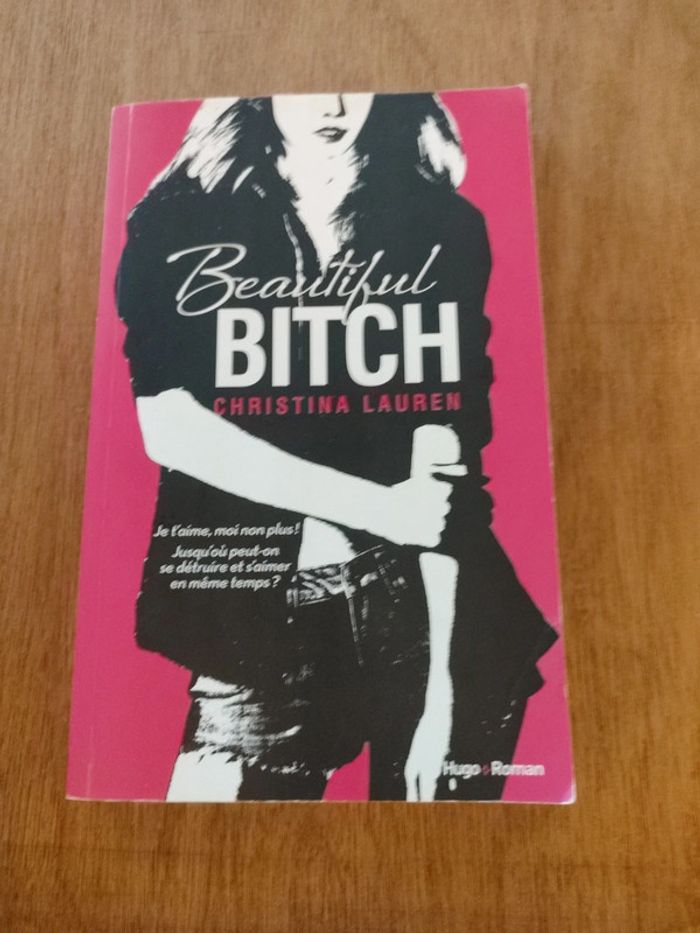 Beautiful
BITCH
CHRISTINA LAUREN
Je t'aime, moi non plus !
Jusqu'où peut-on
se détruire et s'aimer
en même temps ?
Hugo+Roman